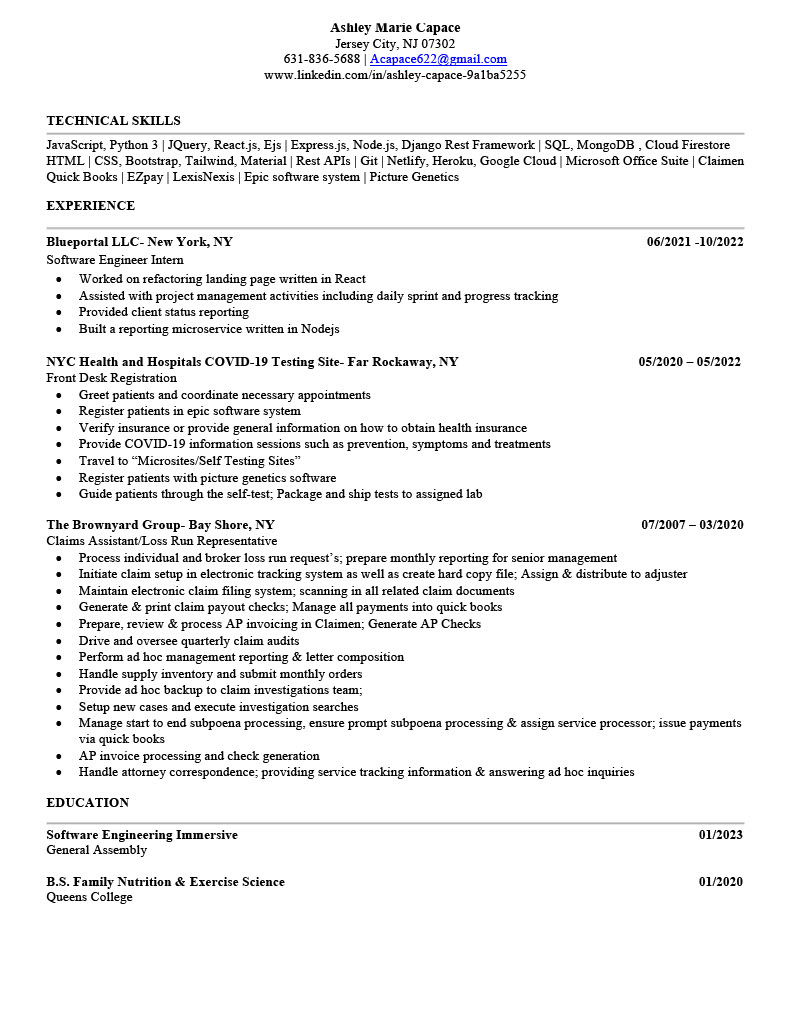 Ashley Marie Capace
Jersey City, NJ 07302
631-836-5688 | Acapace622@gmail.com
www.linkedin.com/in/ashley-capace-9a1ba5255
TECHNICAL SKILLS
JavaScript, Python 3 | JQuery, React.js, Ejs | Express.js, Node.js, Django Rest Framework | SQL, MongoDB , Cloud Firestore
HTML | CSS, Bootstrap, Tailwind, Material | Rest APIs | Git | Netlify, Heroku, Google Cloud | Microsoft Office Suite | Claimen
Quick Books | EZpay | LexisNexis | Epic software system | Picture Genetics
EXPERIENCE
Blueportal LLC- New York, NY 06/2021 -10/2022
Software Engineer Intern
• Worked on refactoring landing page written in React
• Assisted with project management activities including daily sprint and progress tracking
• Provided client status reporting
• Built a reporting microservice written in Nodejs
NYC Health and Hospitals COVID-19 Testing Site- Far Rockaway, NY 05/2020 – 05/2022
Front Desk Registration
• Greet patients and coordinate necessary appointments
• Register patients in epic software system
• Verify insurance or provide general information on how to obtain health insurance
• Provide COVID-19 information sessions such as prevention, symptoms and treatments
• Travel to “Microsites/Self Testing Sites”
• Register patients with picture genetics software
• Guide patients through the self-test; Package and ship tests to assigned lab
The Brownyard Group- Bay Shore, NY 07/2007 – 03/2020
Claims Assistant/Loss Run Representative
• Process individual and broker loss run request’s; prepare monthly reporting for senior management
• Initiate claim setup in electronic tracking system as well as create hard copy file; Assign & distribute to adjuster
• Maintain electronic claim filing system; scanning in all related claim documents
• Generate & print claim payout checks; Manage all payments into quick books
• Prepare, review & process AP invoicing in Claimen; Generate AP Checks
• Drive and oversee quarterly claim audits
• Perform ad hoc management reporting & letter composition
• Handle supply inventory and submit monthly orders
• Provide ad hoc backup to claim investigations team;
• Setup new cases and execute investigation searches
• Manage start to end subpoena processing, ensure prompt subpoena processing & assign service processor; issue payments
via quick books
• AP invoice processing and check generation
• Handle attorney correspondence; providing service tracking information & answering ad hoc inquiries
EDUCATION
Software Engineering Immersive 01/2023
General Assembly
B.S. Family Nutrition & Exercise Science 01/2020
Queens College